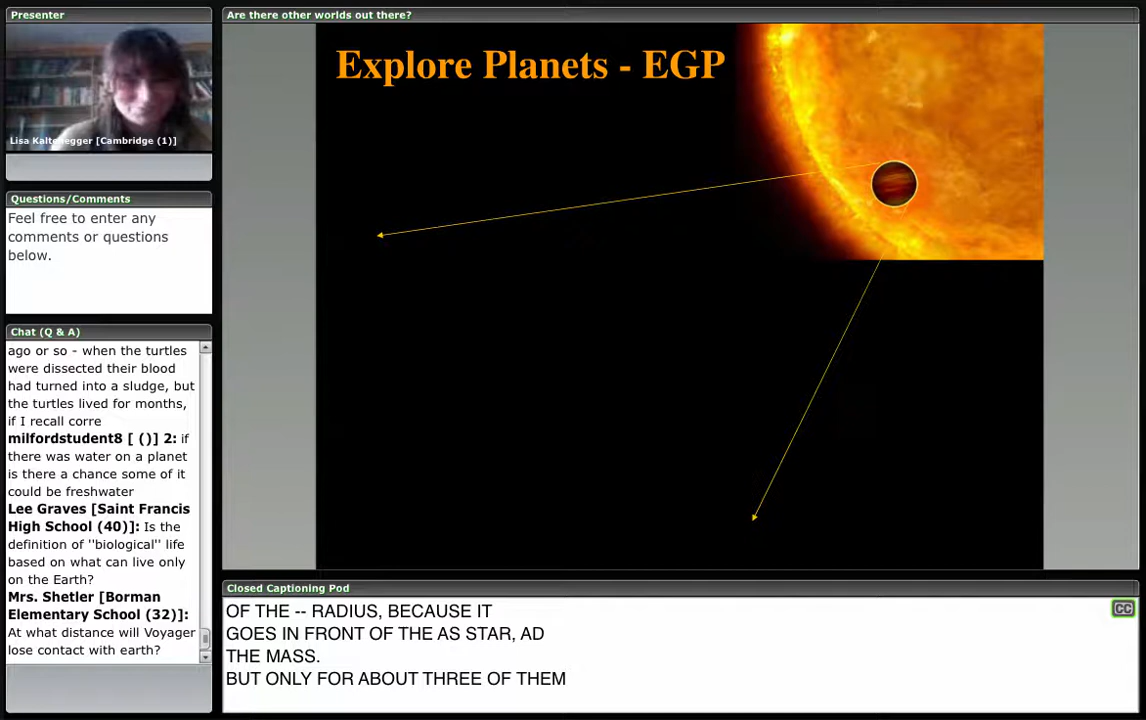 Presenter
Lisa Kaltenegger [Cambridge (1)]
Questions/Comments
Feel free to enter any
comments or questions
below.
Chat (Q & A)
ago or so - when the turtles
were dissected their blood
had turned into a sludge, but
the turtles lived for months,
if I recall corre
milfordstudent8 [ ()] 2: if
there was water on a planet
is there a chance some of it
could be freshwater
Lee Graves [Saint Francis
High School (40)]: Is the
definition of "biological" life
based on what can live only
on the Earth?
Mrs. Shetler [Borman
Elementary School (32)]:
At what distance will Voyager
lose contact with earth?
Are there other worlds out there?
Explore Planets - EGP
Closed Captioning Pod
OF THE -- RADIUS, BECAUSE IT
GOES IN FRONT OF THE AS STAR, AD
THE MASS.
BUT ONLY FOR ABOUT THREE OF THEM
CC